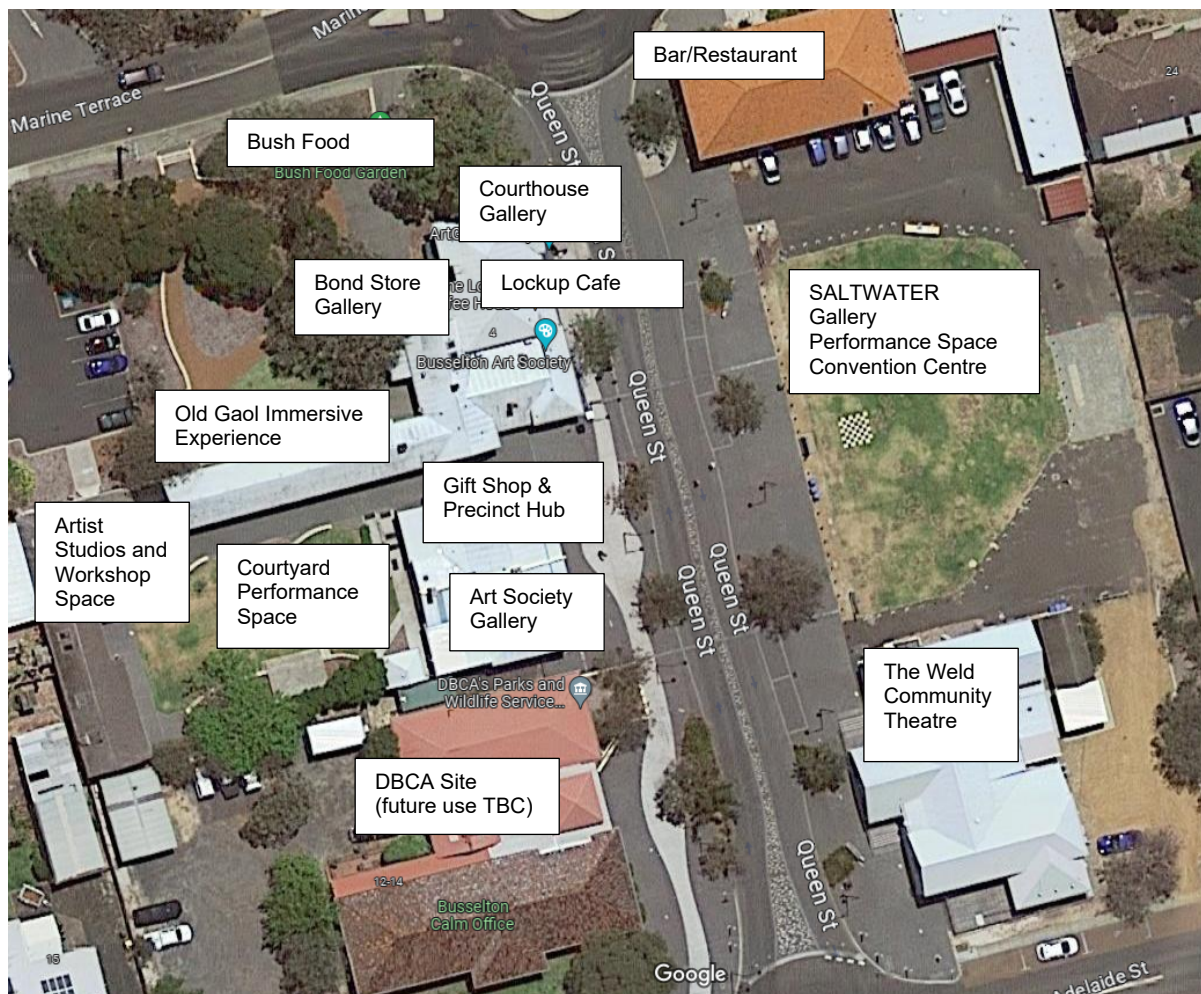 Marine
Bar/Restaurant
24
Marine Terrace
Queen St
Bush Food
Bush Food Garden
Courthouse
Gallery
Bond Store
Gallery
Lockup Cafe
4
Busselton Art Society
SALTWATER
Gallery
Performance Space
Convention Centre
Queen St
Old Gaol Immersive
Experience
Gift Shop &
Precinct Hub
Artist
Studios and
Workshop
Space
Courtyard
Performance
Space
Queen St
Queen St
Art Society
Gallery
DBCA's Parks and
Wildlife Service...
The Weld
Community
Theatre
DBCA Site
(future use TBC)
Queen St
12-14
Busselton
Calm Office
15
Google
Adelaide St